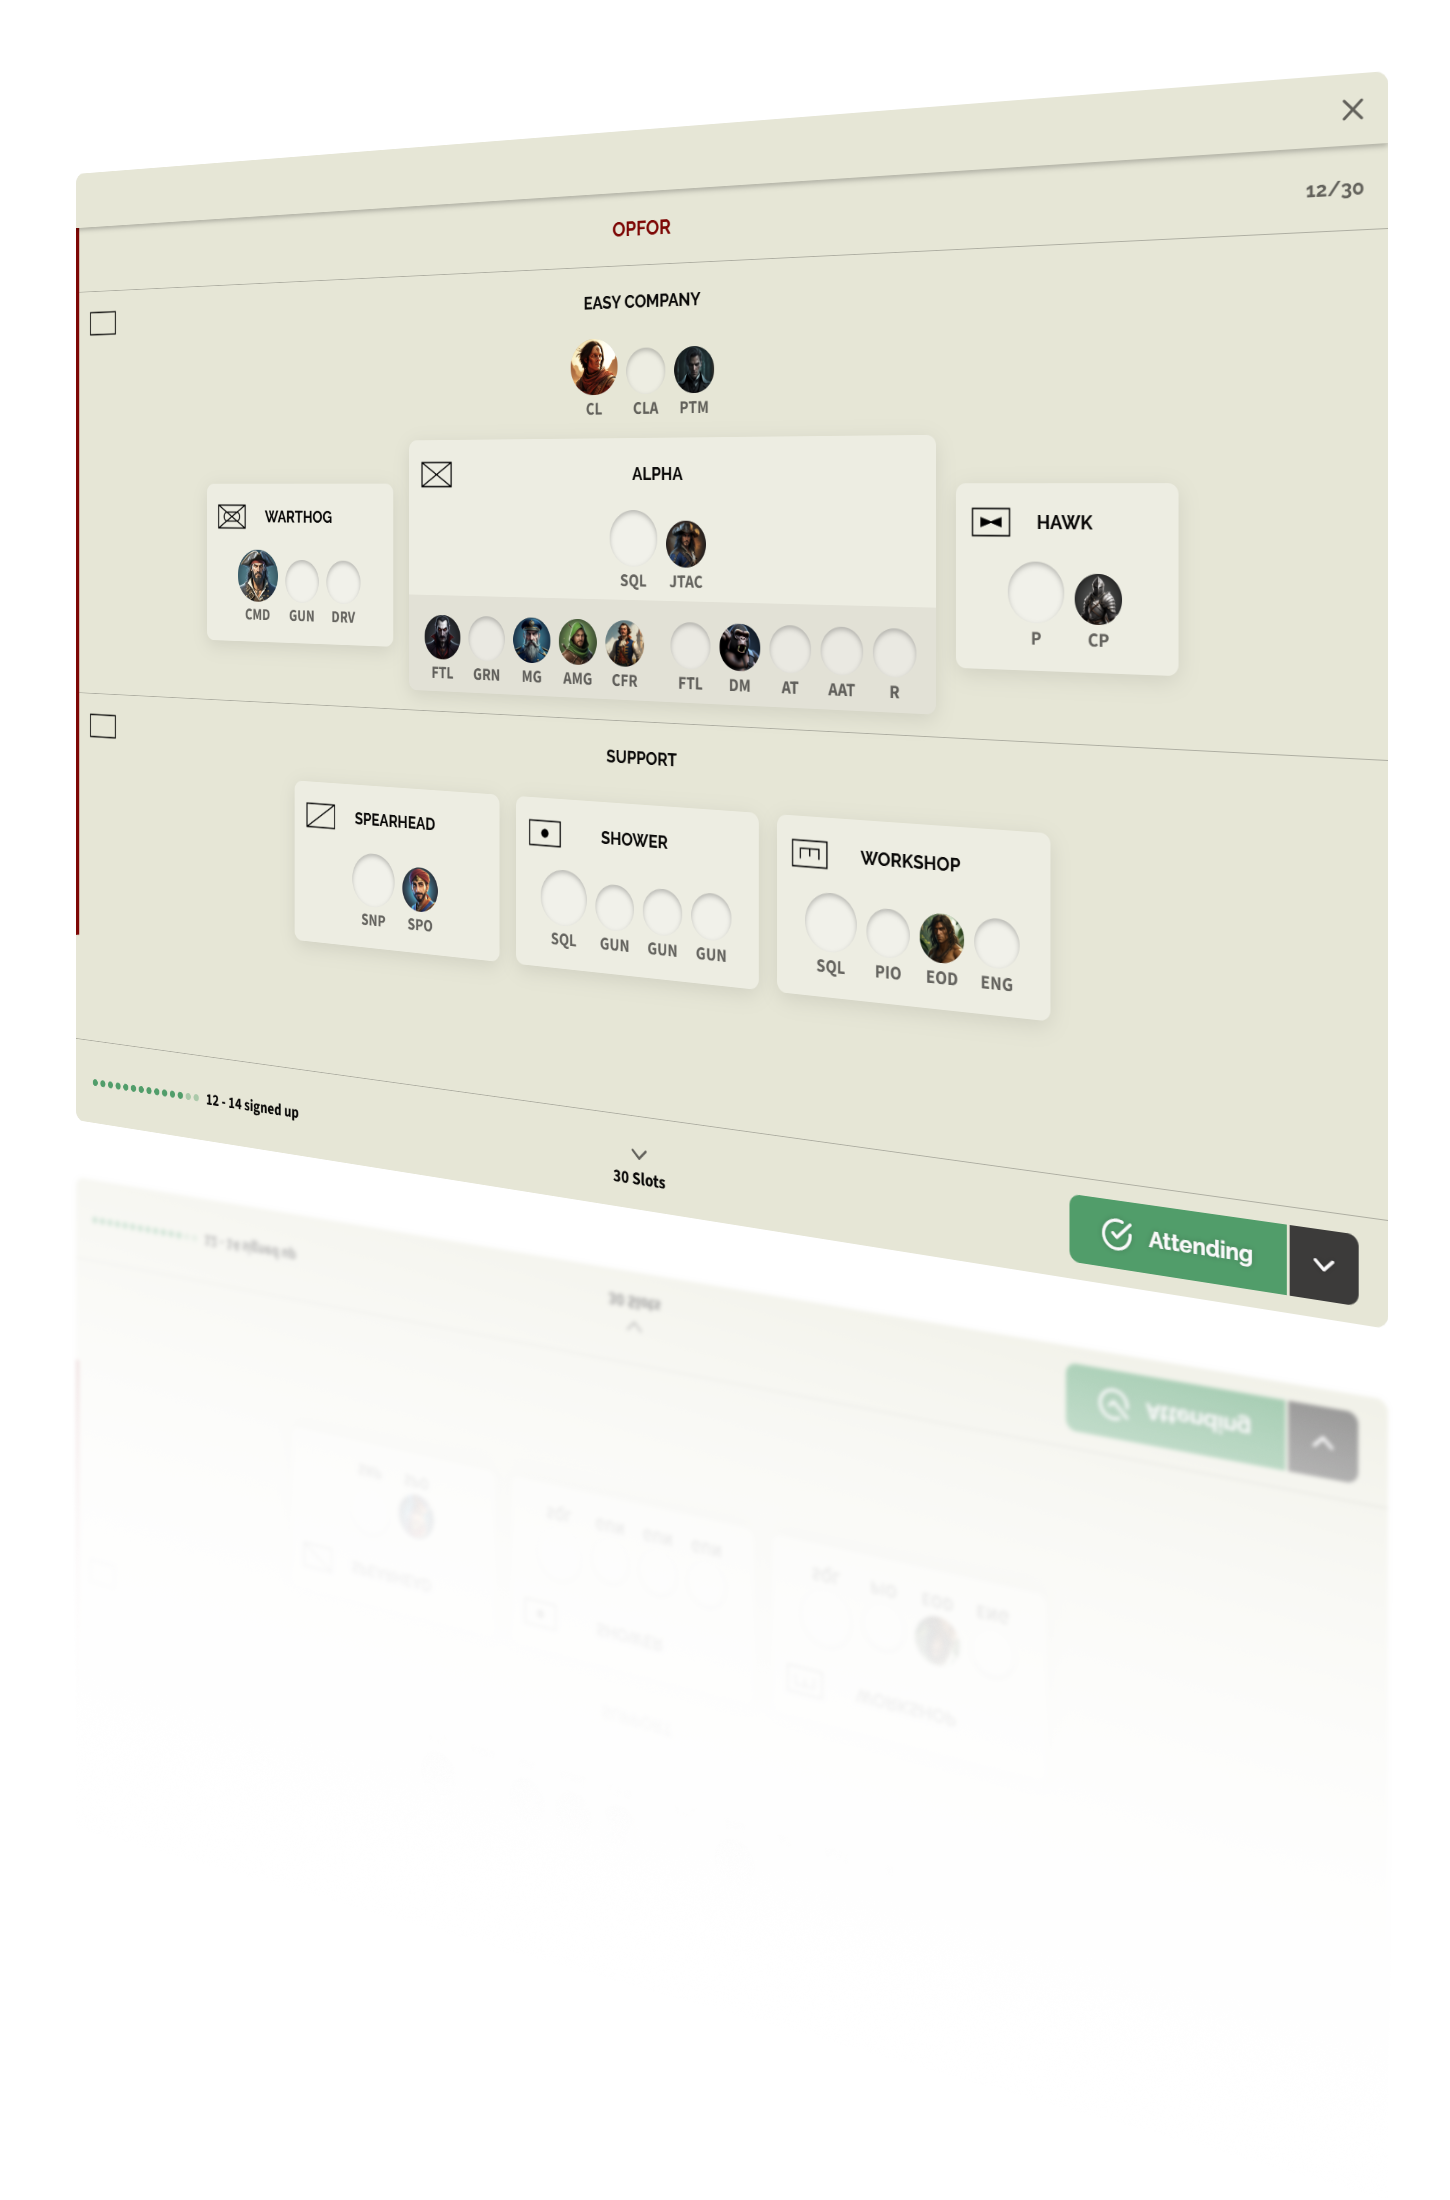 12/30
OPFOR
EASY COMPANY
CL CLA PTM
WARTHOG
CMD GUN DRV
ALPHA
SQL JTAC
FTL GRN MG AMG CFR FTL DM AT AAT R
HAWK
P CP
SUPPORT
SPEARHEAD
SNP SPO
SHOWER
SQL GUN GUN GUN
WORKSHOP
SQL PIO EOD ENG
12 - 14 signed up
30 Slots
Attending